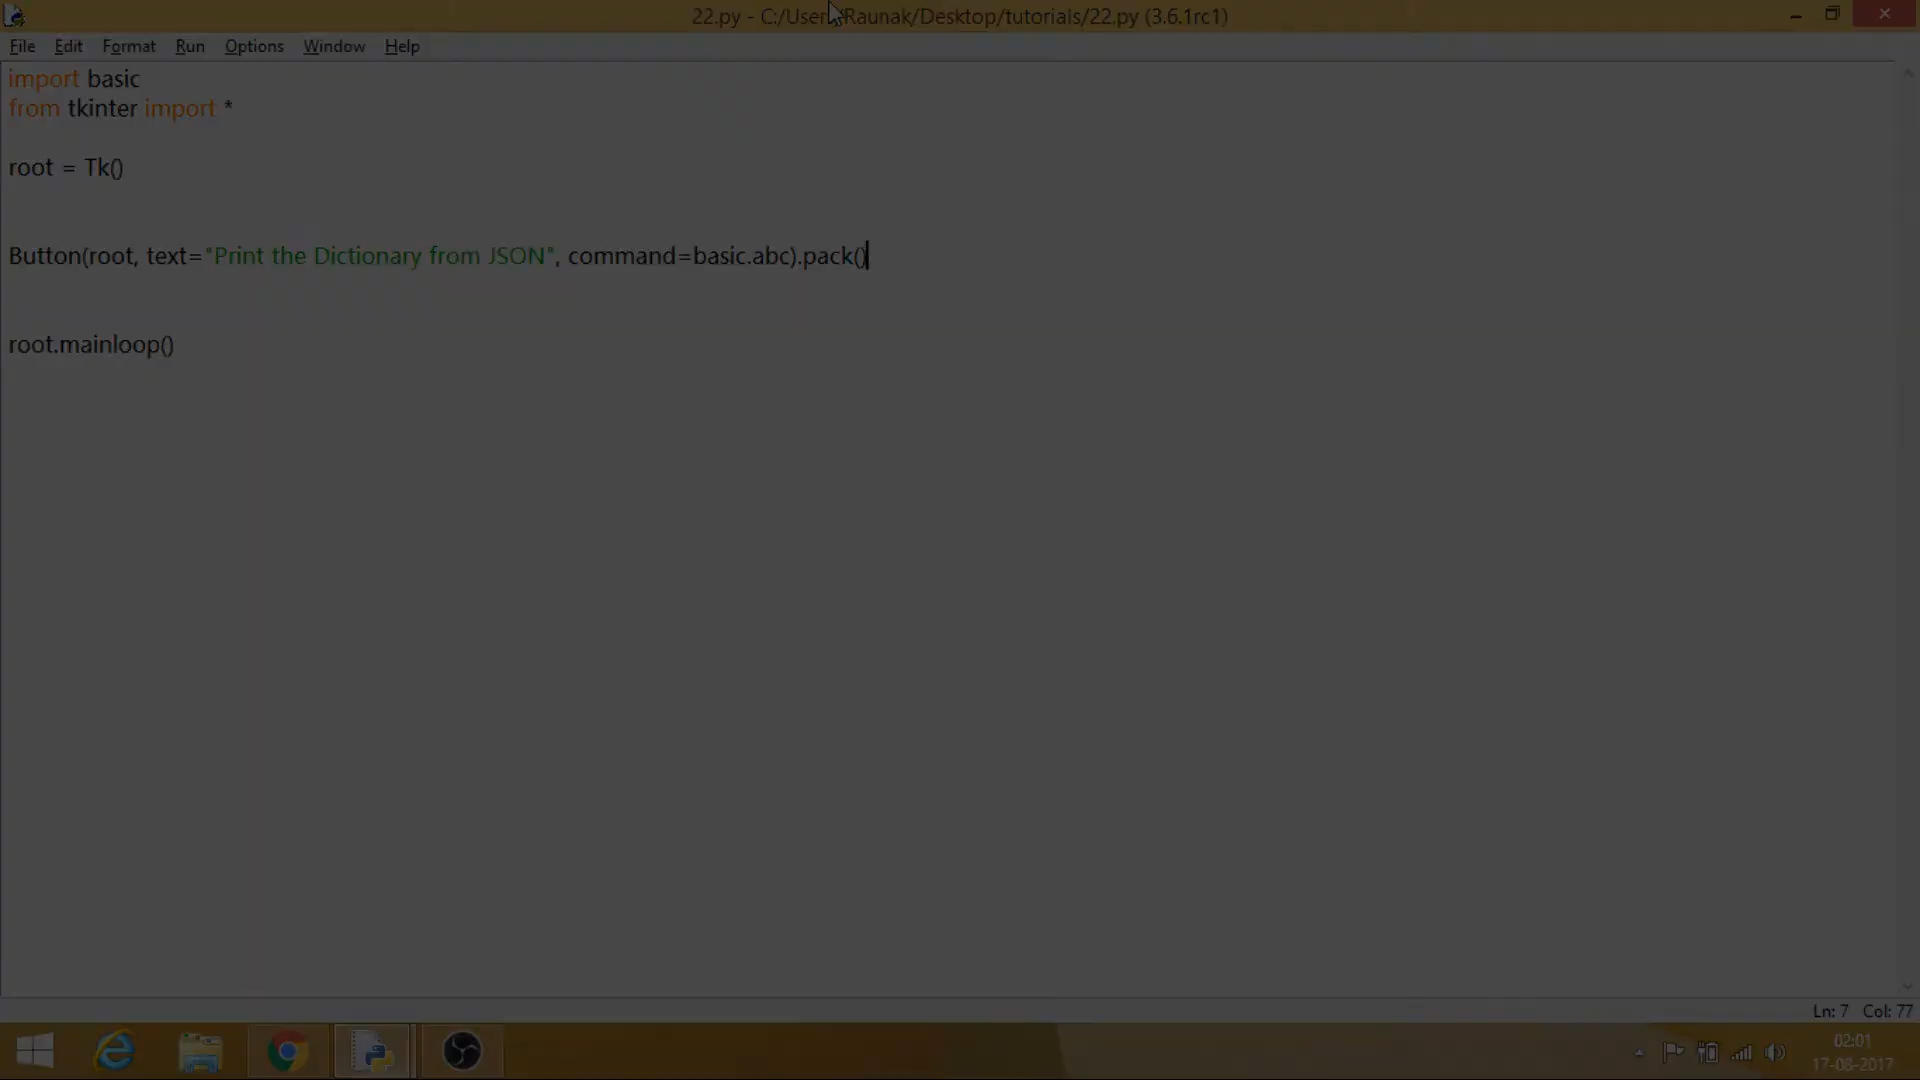 22.py - C:/User Raunak/Desktop/tutorials/22.py (3.6.1rc1)
File Edit Format Run Options Window Help
import basic
from tkinter import *
root = Tk()
Button(root, text="Print the Dictionary from JSON", command=basic.abc).pack()
root.mainloop()
Ln: 7 Col: 77
02:01
17-08-2017